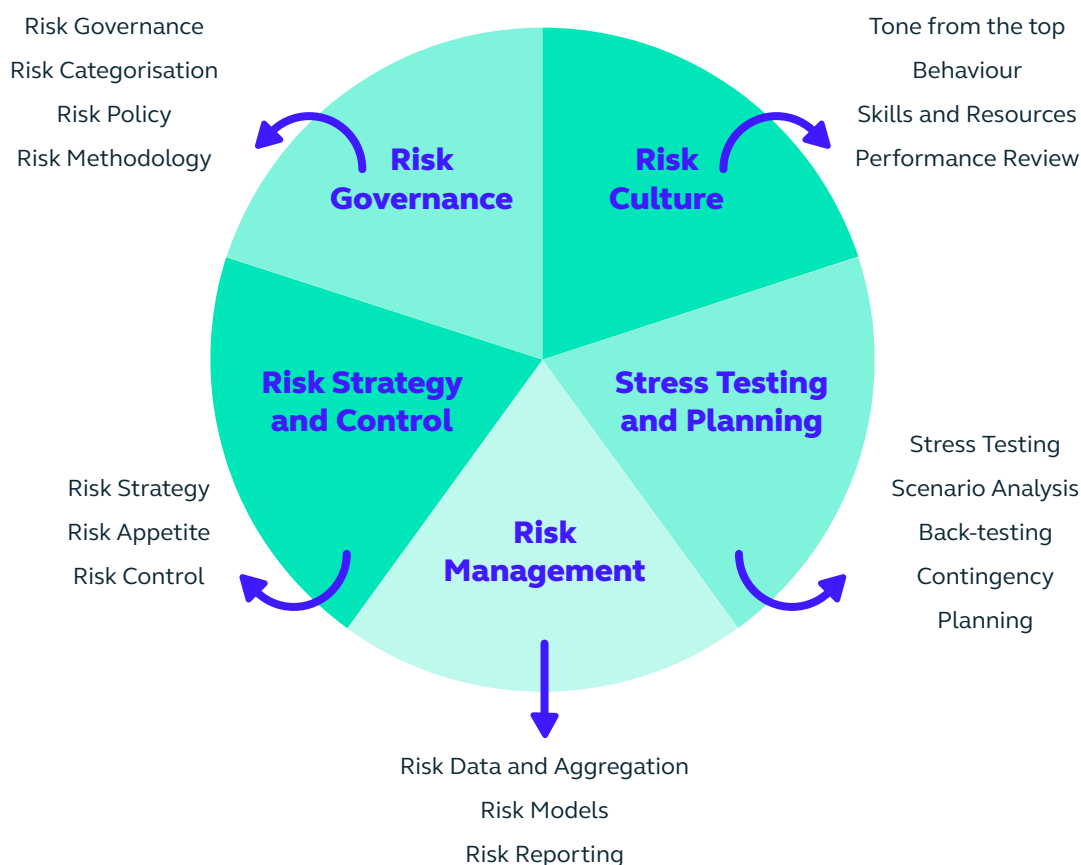 Risk Governance
Risk Categorisation
Risk Policy
Risk Methodology
Tone from the top
Behaviour
Skills and Resources
Performance Review
Risk
Governance
Risk
Culture
Risk Strategy
and Control
Stress Testing
and Planning
Risk
Management
Risk Strategy
Risk Appetite
Risk Control
Stress Testing
Scenario Analysis
Back-testing
Contingency
Planning
Risk Data and Aggregation
Risk Models
Risk Reporting